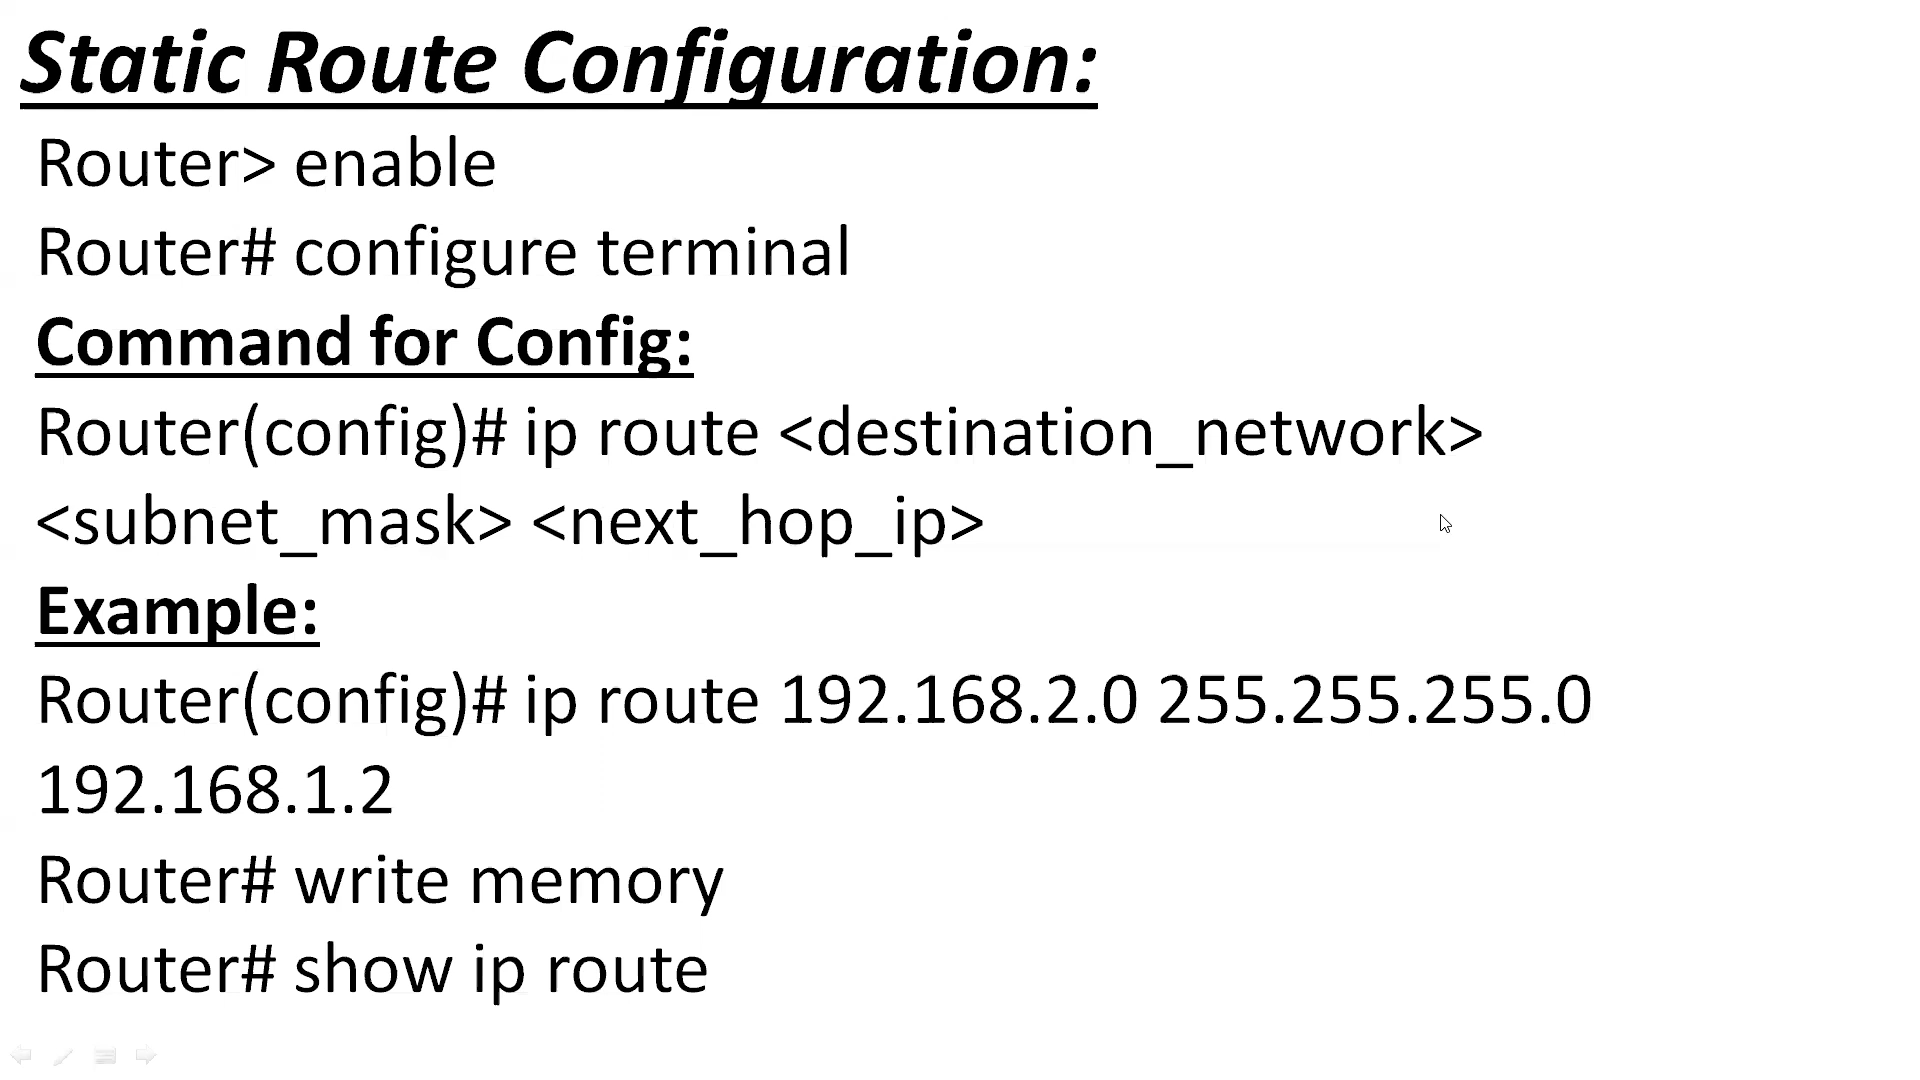 Static Route Configuration:
Router> enable
Router# configure terminal
Command for Config:
Router(config)# ip route <destination_network>
<subnet_mask> <next_hop_ip>
Example:
Router(config)# ip route 192.168.2.0 255.255.255.0
192.168.1.2
Router# write memory
Router# show ip route